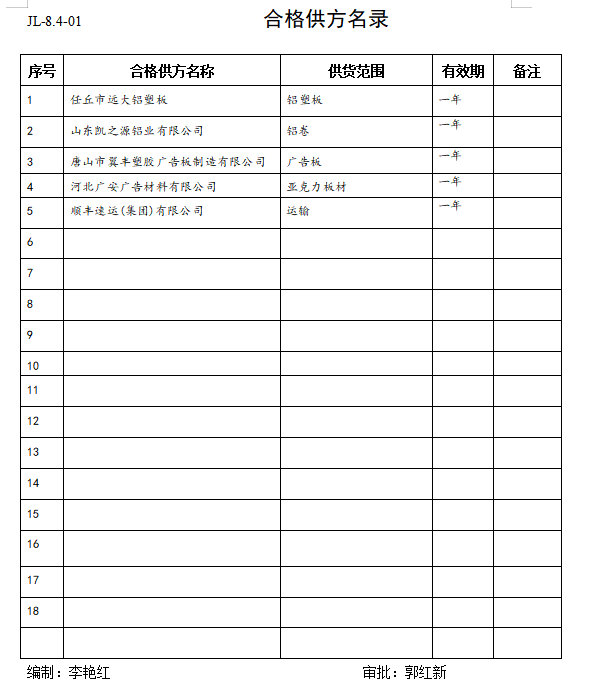 JL-8.4-01 合格供方名录
序号 合格供方名称 供货范围 有效期 备注
1 任丘市远大铝塑板 铝塑板 一年
2 山东凯之源铝业有限公司 铝卷 一年
3 唐山市翼丰塑胶广告板制造有限公司 广告板 一年
4 河北广安广告材料有限公司 亚克力板材 一年
5 顺丰速运(集团)有限公司 运输 一年
6
7
8
9
10
11
12
13
14
15
16
17
18
编制：李艳红 审批：郭红新